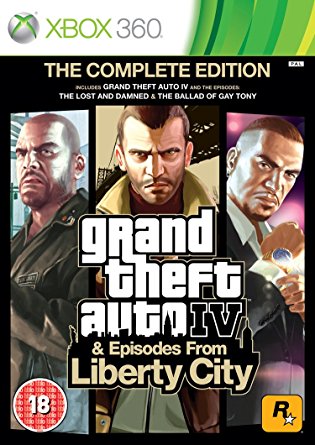 XBOX 360
PAL
THE COMPLETE EDITION
INCLUDES GRAND THEFT AUTO IV AND THE EPISODES:
THE LOST AND DAMNED & THE BALLAD OF GAY TONY
grand
theft
auto IV
& Episodes From
Liberty City
18
R